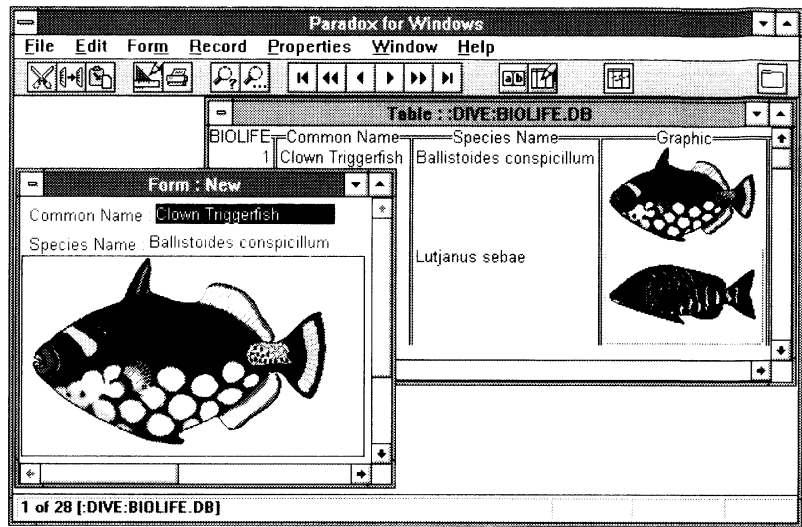 Paradox for Windows
File Edit Form Record Properties Window Help
Table : :DIVE:BIOLIFE.DB
BIOLIFE Common Name Species Name Graphic
1 Clown Triggerfish Ballistoides conspicillum
Lutjanus sebae
Form : New
Common Name : Clown Triggerfish
Species Name : Ballistoides conspicillum
1 of 28 [:DIVE:BIOLIFE.DB]